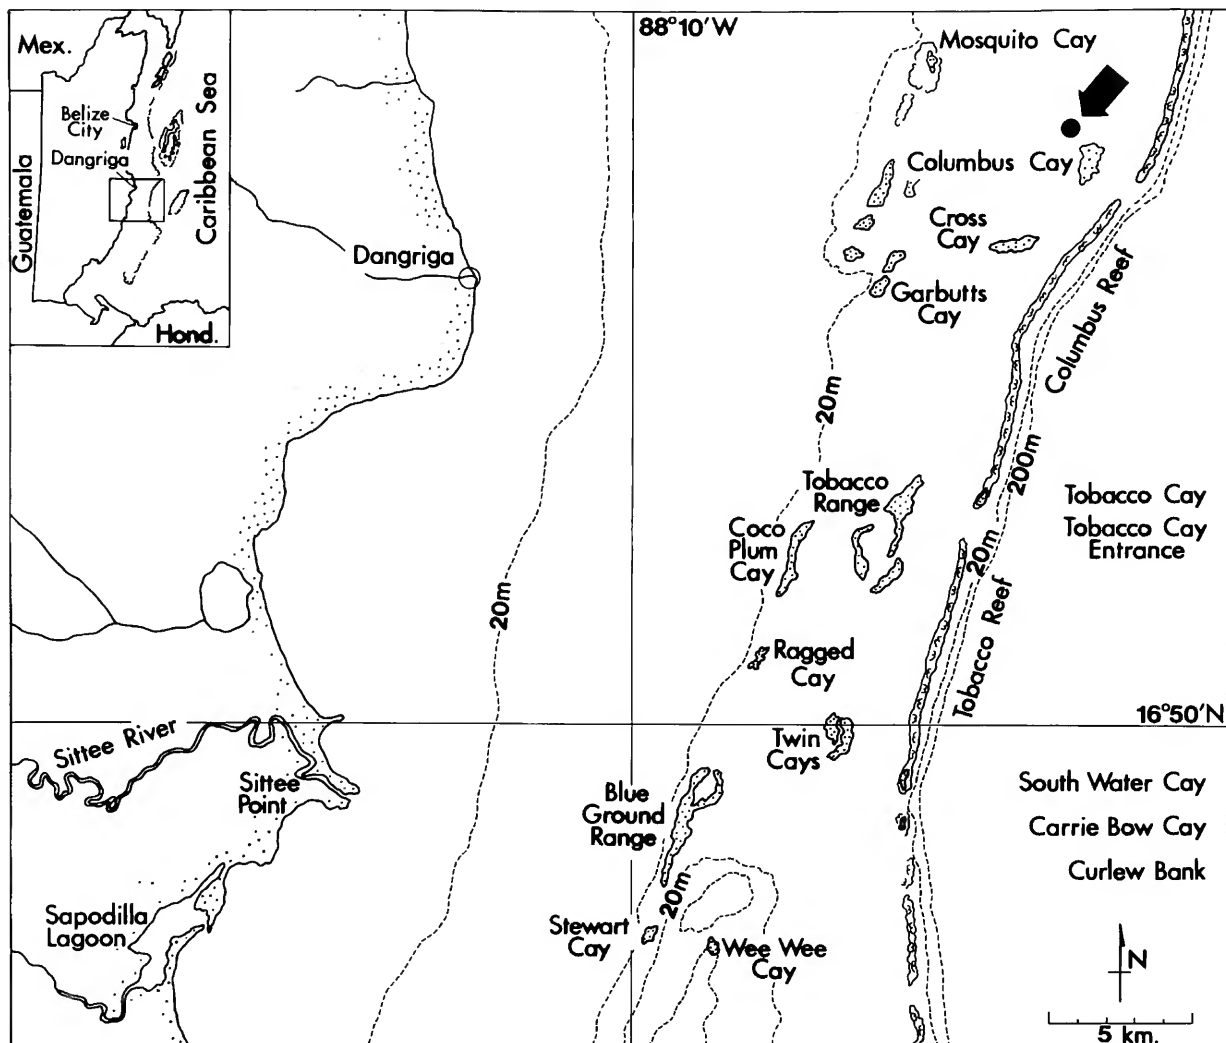 Mex.
Belize
City
Dangriga
Guatemala
Caribbean Sea
Hond.
88°10'W
Mosquito Cay
Columbus Cay
Cross
Cay
Garbutts
Cay
Dangriga
Columbus Reef
20m
200m
Tobacco
Range
Tobacco Cay
Tobacco Cay
Entrance
Coco
Plum
Cay
20m
20m
Tobacco Reef
Ragged
Cay
16°50'N
Sittee River
Sittee
Point
Twin
Cays
Blue
Ground
Range
South Water Cay
Carrie Bow Cay
Curlew Bank
20m
Sapodilla
Lagoon
Stewart
Cay
Wee Wee
Cay
N
5 km.